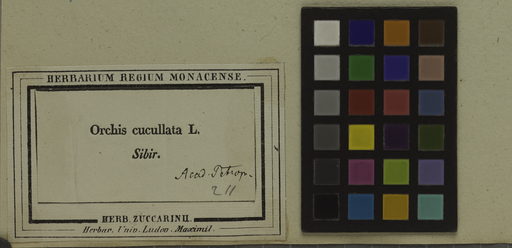 HERBARIUM REGIUM MONACENSE.
Orchis cucullata L.
Sibir.
Acad. Petrop.
211
HERB. ZUCCARINII.
Herbar. Univ. Ludov. Maximil.